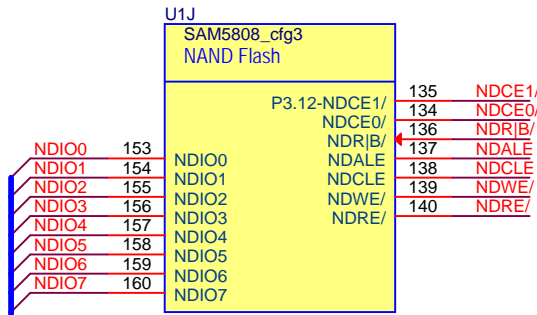 U1J
SAM5808_cfg3
NAND Flash
P3.12-NDCE1/ 135 NDCE1/
NDCE0/ 134 NDCE0/
NDR|B/ 136 NDR|B/
NDIO0 153 NDIO0 NDALE 137 NDALE
NDIO1 154 NDIO1 NDCLE 138 NDCLE
NDIO2 155 NDIO2 NDWE/ 139 NDWE/
NDIO3 156 NDIO3 NDRE/ 140 NDRE/
NDIO4 157 NDIO4
NDIO5 158 NDIO5
NDIO6 159 NDIO6
NDIO7 160 NDIO7